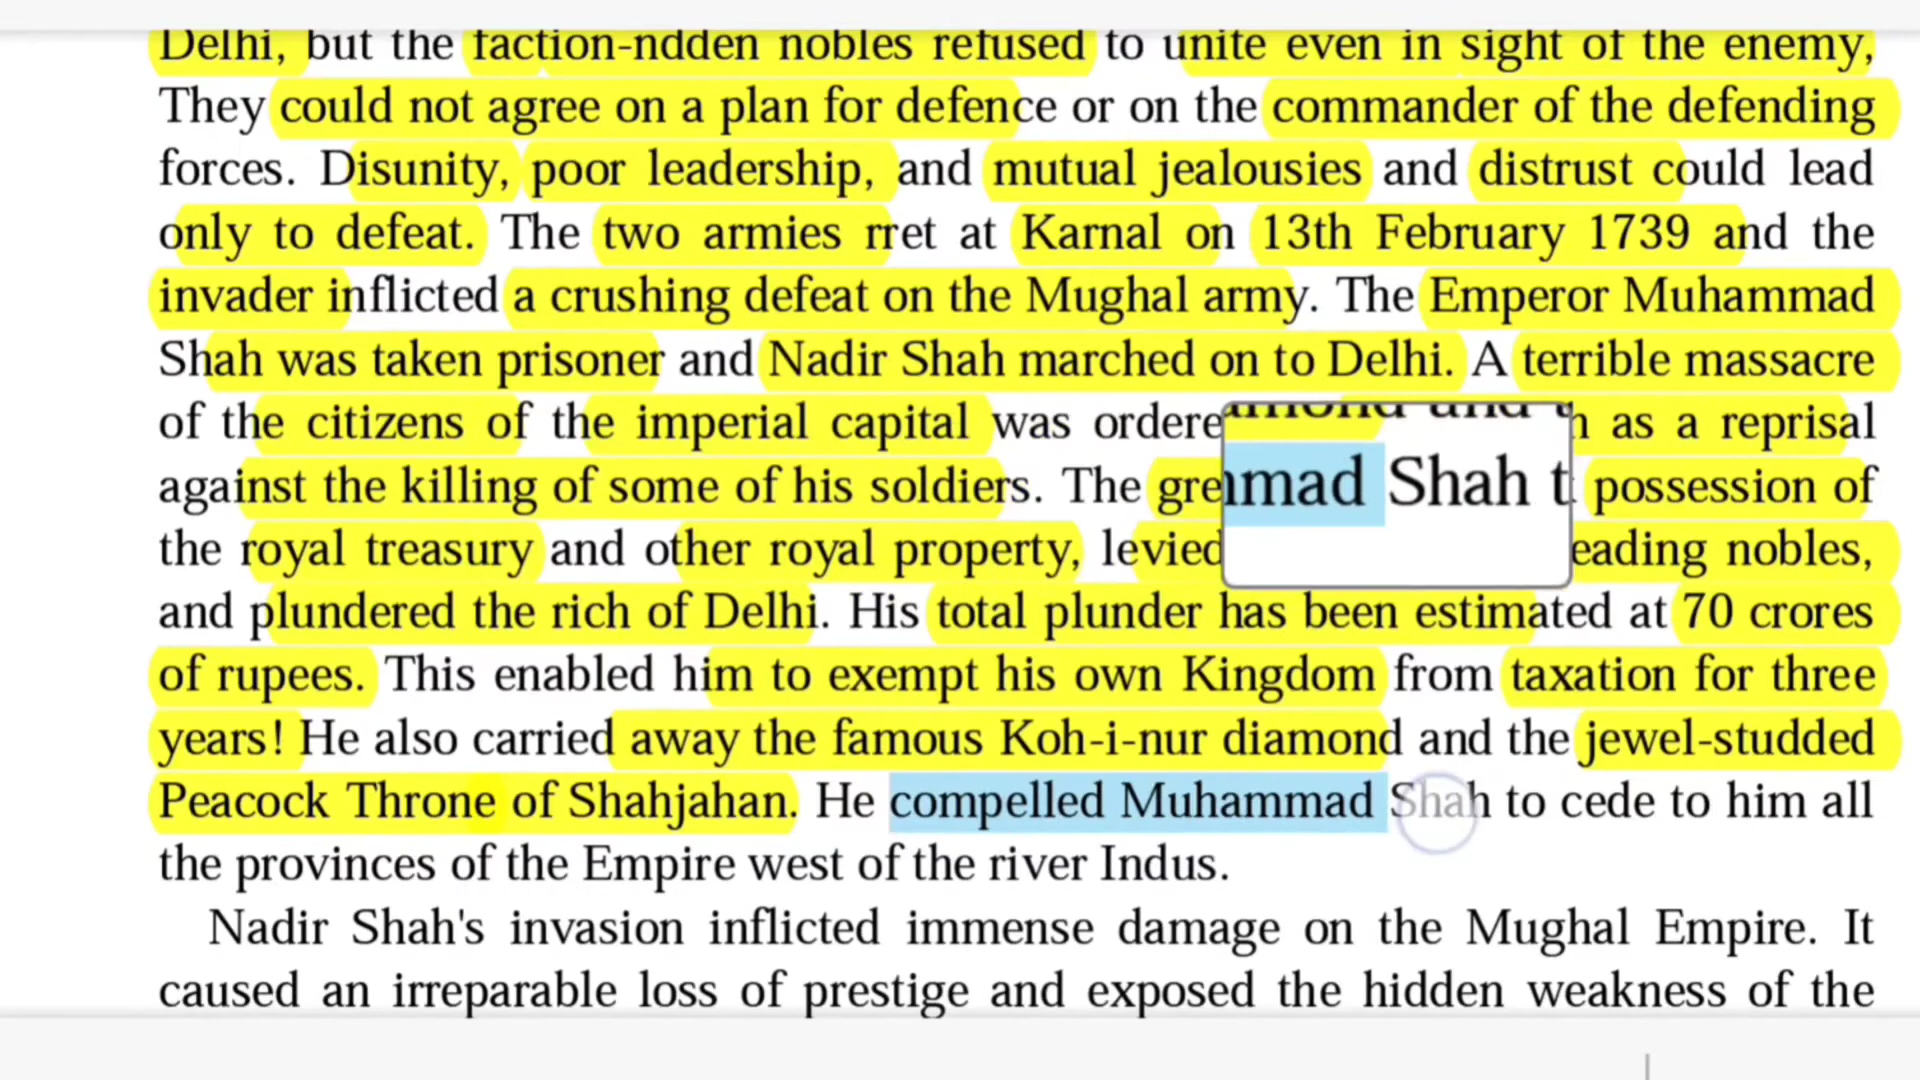 Delhi, but the faction-ndden nobles refused to unite even in sight of the enemy,
They could not agree on a plan for defence or on the commander of the defending
forces. Disunity, poor leadership, and mutual jealousies and distrust could lead
only to defeat. The two armies rret at Karnal on 13th February 1739 and the
invader inflicted a crushing defeat on the Mughal army. The Emperor Muhammad
Shah was taken prisoner and Nadir Shah marched on to Delhi. A terrible massacre
of the citizens of the imperial capital was as a reprisal
against the killing of some of his soldiers. The mad Shah possession of
the royal treasury and other royal property, levied nobles,
and plundered the rich of Delhi. His total plunder has been estimated at 70 crores
of rupees. This enabled him to exempt his own Kingdom from taxation for three
years! He also carried away the famous Koh-i-nur diamond and the jewel-studded
Peacock Throne of Shahjahan. He compelled Muhammad Shah to cede to him all
the provinces of the Empire west of the river Indus.
Nadir Shah's invasion inflicted immense damage on the Mughal Empire. It
caused an irreparable loss of prestige and exposed the hidden weakness of the